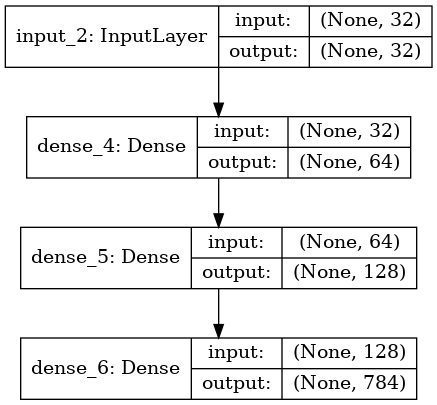 input_2: InputLayer
input: (None, 32)
output: (None, 32)
dense_4: Dense
input: (None, 32)
output: (None, 64)
dense_5: Dense
input: (None, 64)
output: (None, 128)
dense_6: Dense
input: (None, 128)
output: (None, 784)